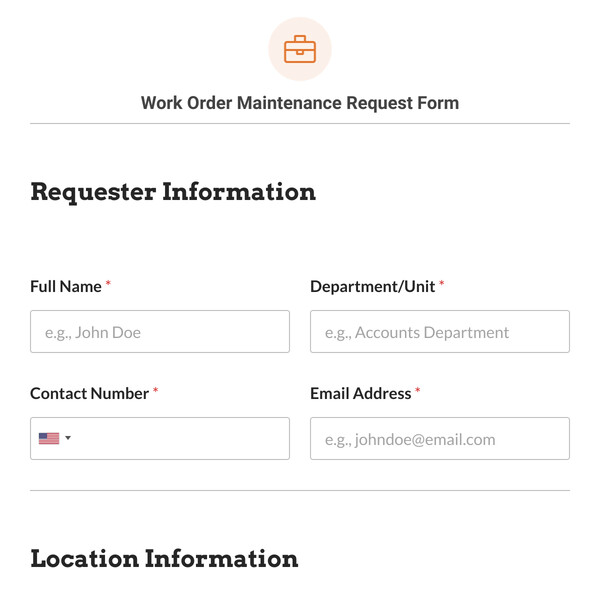 Work Order Maintenance Request Form
Requester Information
Full Name * Department/Unit *
e.g., John Doe e.g., Accounts Department
Contact Number * Email Address *
e.g., johndoe@email.com
Location Information